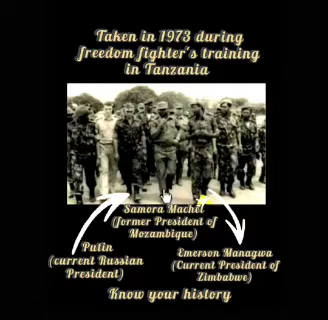 Taken in 1973 during
freedom fighter's training
in Tanzania
Samora Machel
(former President of
Mozambique)
Putin
(current Russian
President)
Emerson Managwa
(Current President of
Zimbabwe)
Know your history